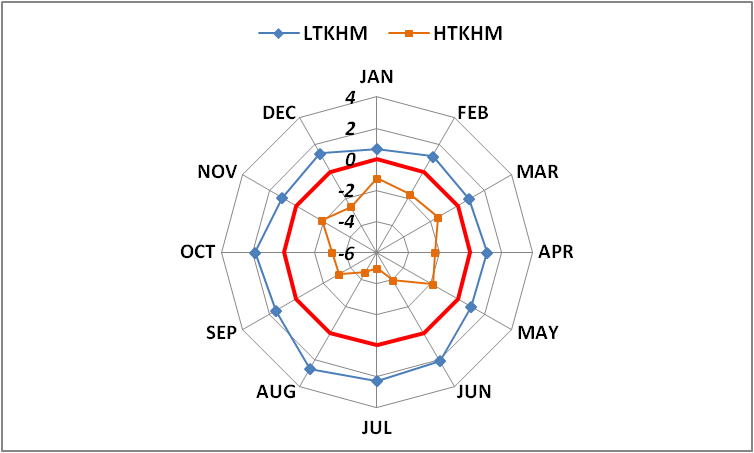 LTKHM HTKHM
JAN
DEC 4 FEB
2
NOV 0 MAR
-2
-4
OCT -6 APR
SEP MAY
AUG JUN
JUL